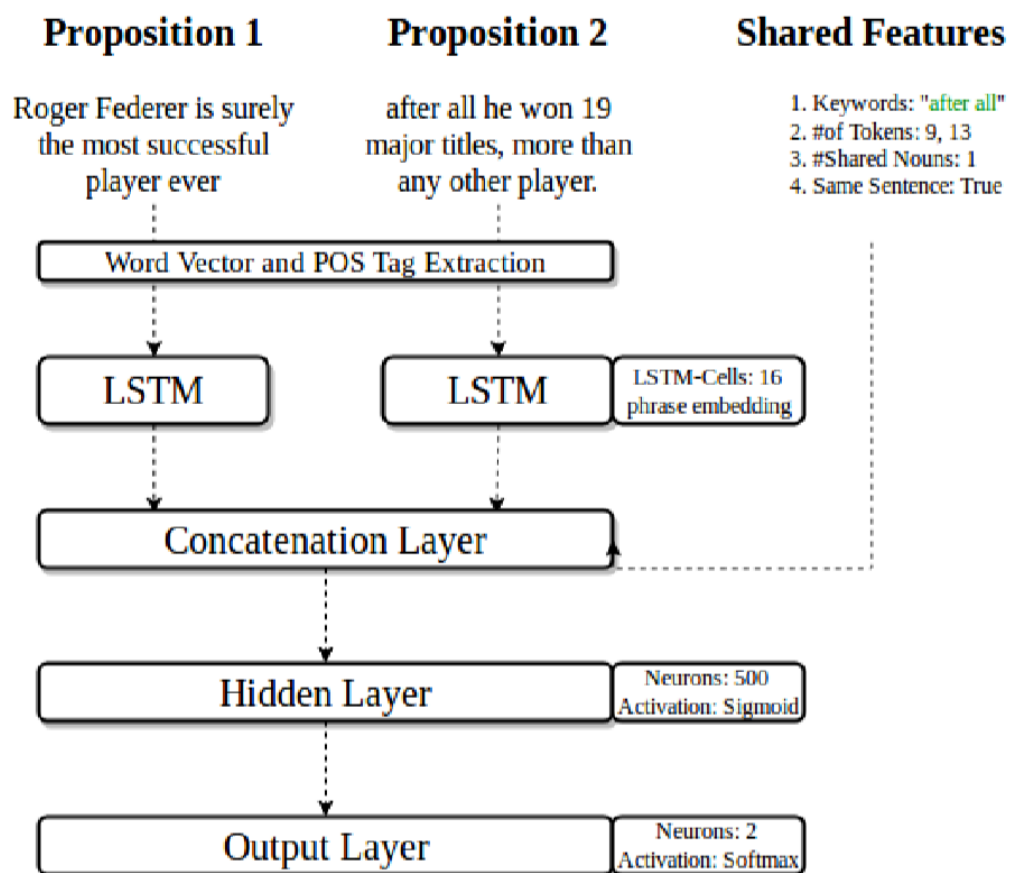 Proposition 1
Proposition 2
Shared Features
Roger Federer is surely
the most successful
player ever
after all he won 19
major titles, more than
any other player.
1. Keywords: "after all"
2. #of Tokens: 9, 13
3. #Shared Nouns: 1
4. Same Sentence: True
Word Vector and POS Tag Extraction
LSTM
LSTM
LSTM-Cells: 16
phrase embedding
Concatenation Layer
Hidden Layer
Neurons: 500
Activation: Sigmoid
Output Layer
Neurons: 2
Activation: Softmax